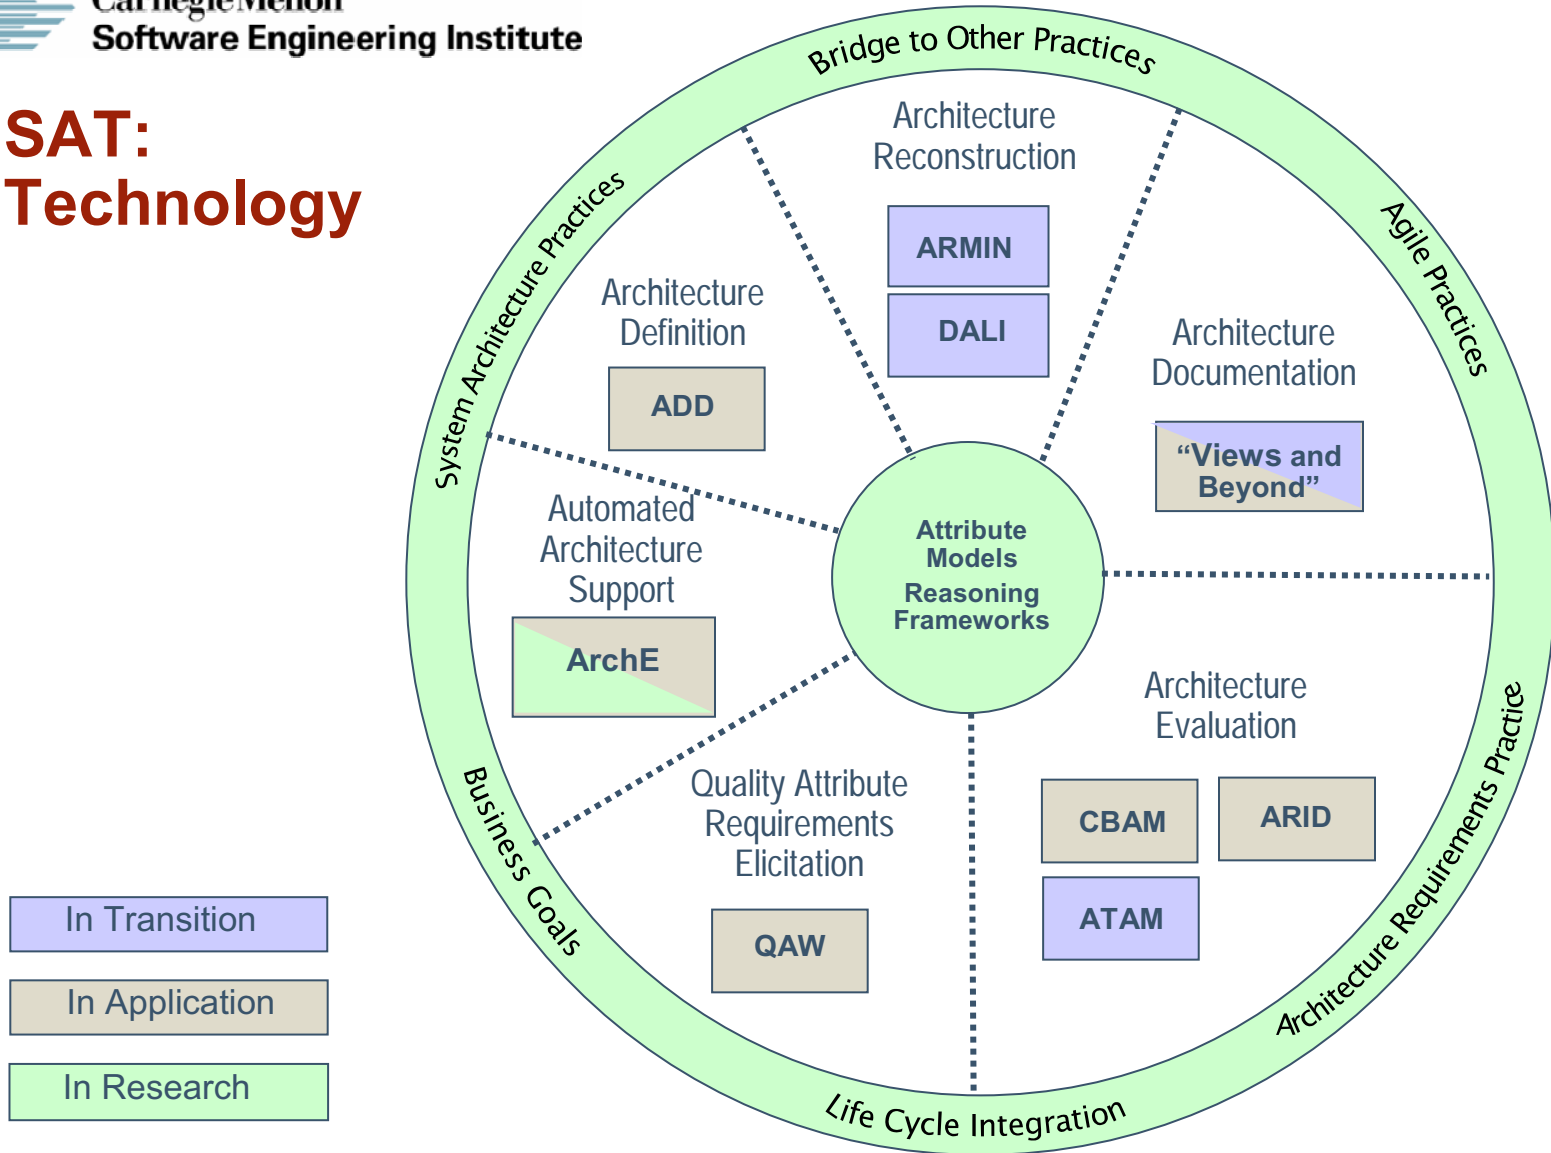 Carnegie Mellon
Software Engineering Institute
SAT:
Technology
Bridge to Other Practices
Agile Practices
Architecture Requirements Practice
Life Cycle Integration
Business Goals
System Architecture Practices
Architecture
Reconstruction
ARMIN
DALI
Architecture
Documentation
“Views and
Beyond”
Architecture
Evaluation
CBAM
ARID
ATAM
Quality Attribute
Requirements
Elicitation
QAW
Automated
Architecture
Support
ArchE
Architecture
Definition
ADD
Attribute
Models
Reasoning
Frameworks
In Transition
In Application
In Research